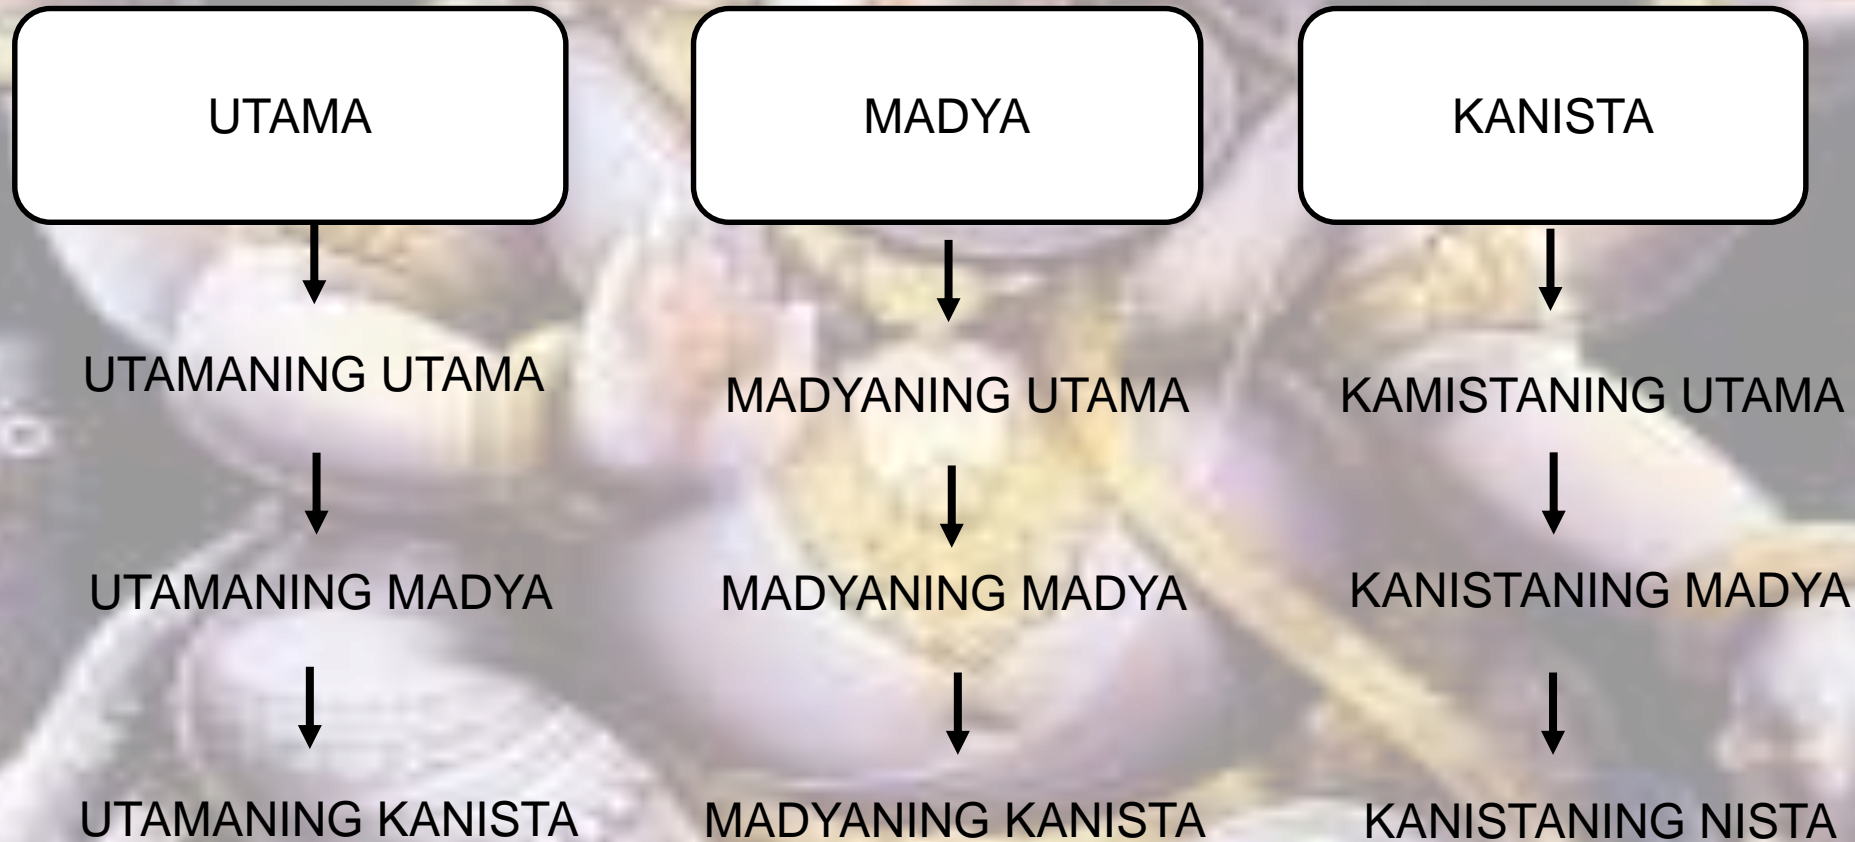 UTAMA
MADYA
KANISTA
UTAMANING UTAMA
MADYANING UTAMA
KAMISTANING UTAMA
UTAMANING MADYA
MADYANING MADYA
KANISTANING MADYA
UTAMANING KANISTA
MADYANING KANISTA
KANISTANING NISTA